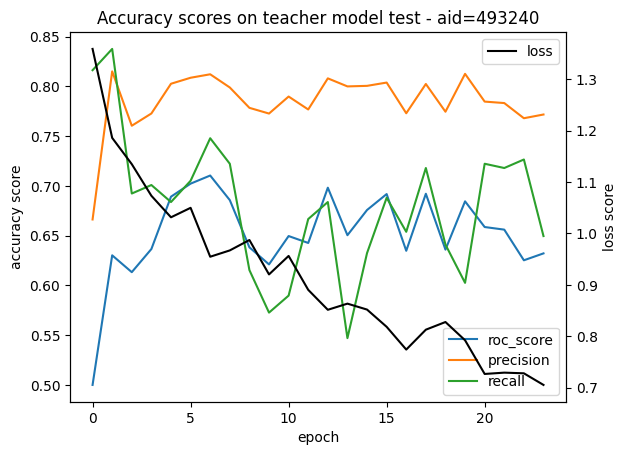 Accuracy scores on teacher model test - aid=493240
accuracy score
0.85
0.80
0.75
0.70
0.65
0.60
0.55
0.50
loss
1.3
1.2
1.1
1.0
0.9
0.8
0.7
loss score
roc_score
precision
recall
0 5 10 15 20
epoch